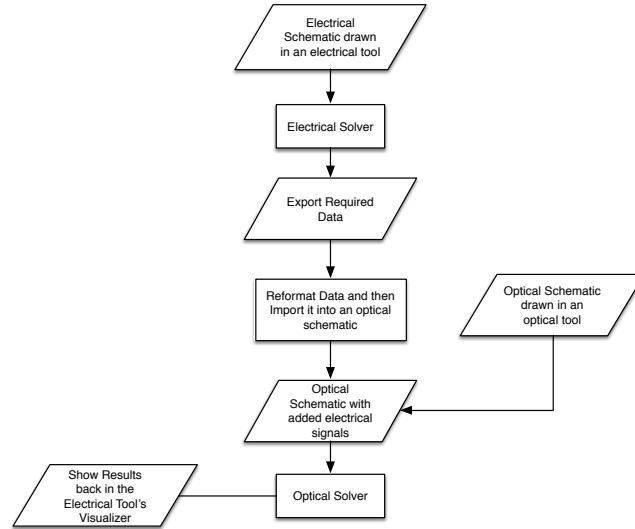 Electrical
Schematic drawn
in an electrical tool
Electrical Solver
Export Required
Data
Reformat Data and then
Import it into an optical
schematic
Optical Schematic
drawn in an
optical tool
Optical
Schematic with
added electrical
signals
Show Results
back in the
Electrical Tool's
Visualizer
Optical Solver